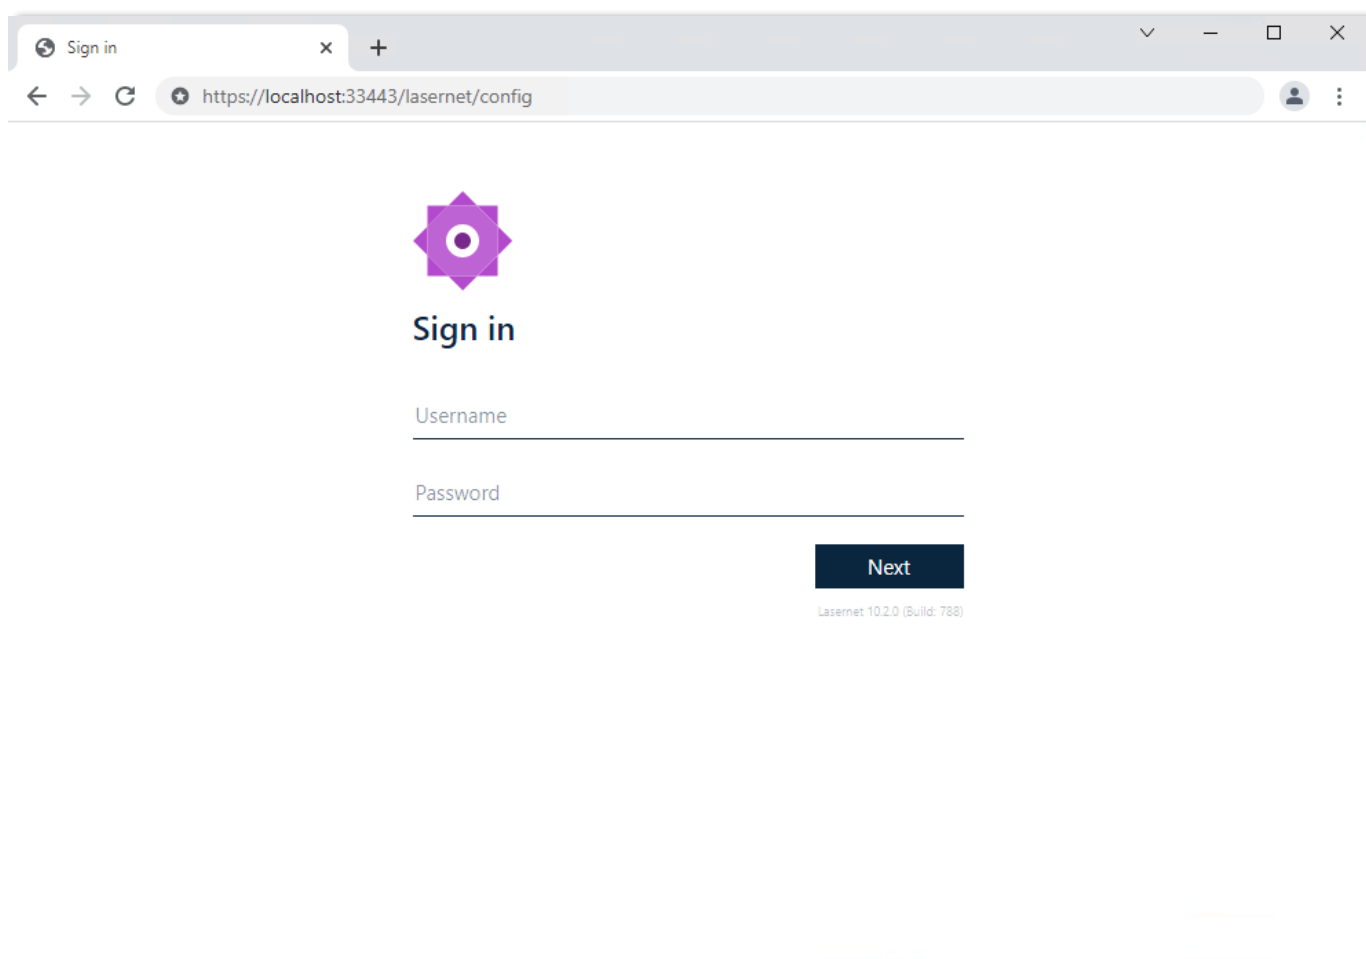 Sign in
https://localhost:33443/lasernet/config
Sign in
Username
Password
Next
Lasernet 10.2.0 (Build: 788)